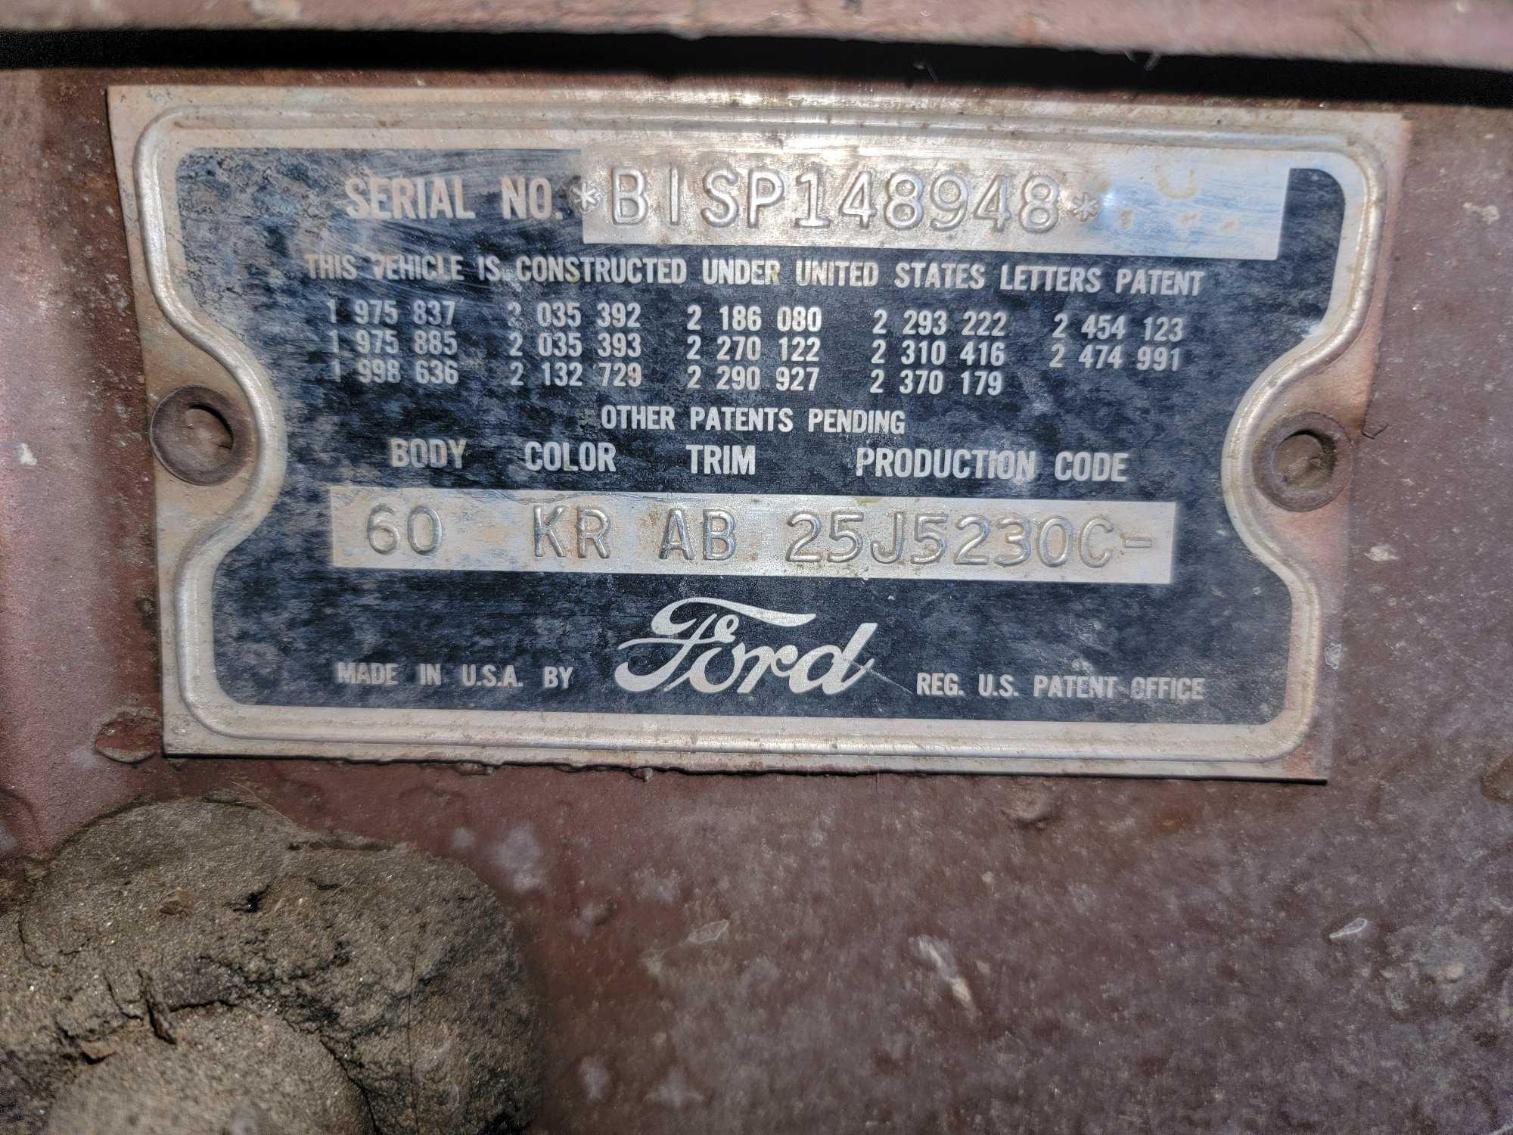 SERIAL NO. *BISP148948*
THIS VEHICLE IS CONSTRUCTED UNDER UNITED STATES LETTERS PATENT
1 975 837 2 035 392 2 186 080 2 293 222 2 454 123
1 975 885 2 035 393 2 270 122 2 310 416 2 474 991
1 998 636 2 132 729 2 290 927 2 370 179
OTHER PATENTS PENDING
BODY COLOR TRIM PRODUCTION CODE
60 KR AB 25J5230C-
MADE IN U.S.A. BY Ford REG. U.S. PATENT OFFICE